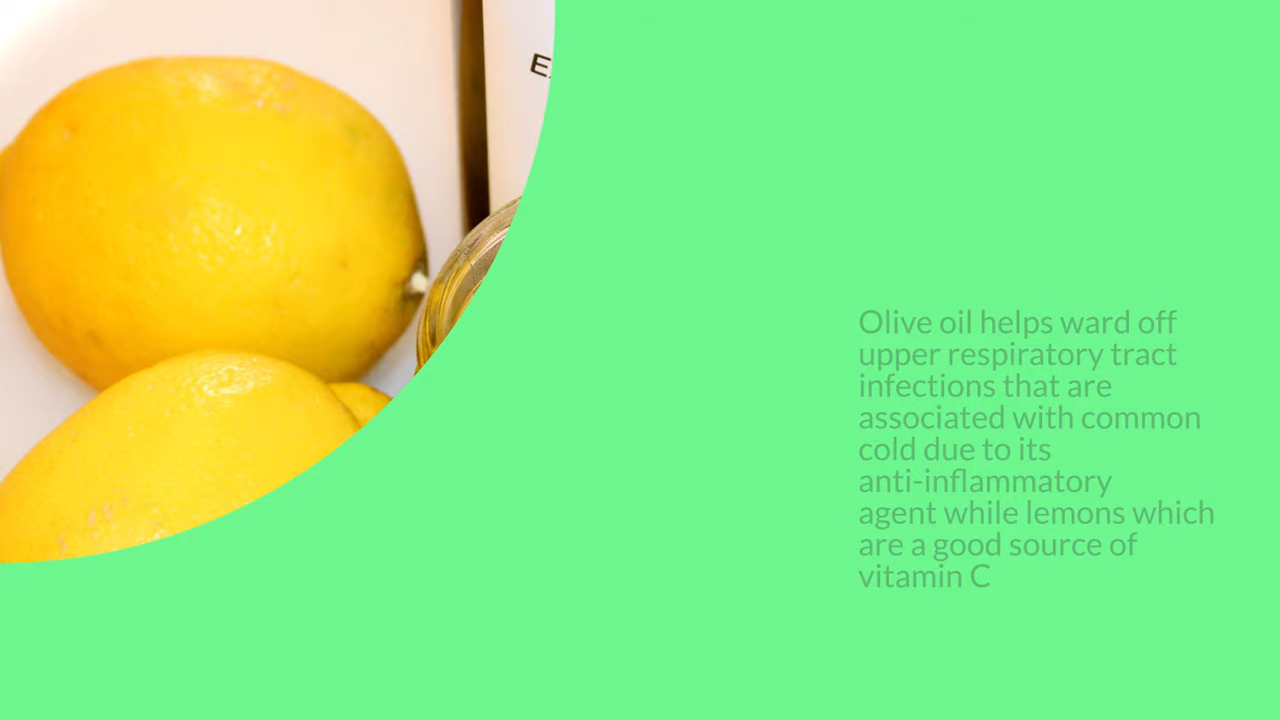 Olive oil helps ward off
upper respiratory tract
infections that are
associated with common
cold due to its
anti-inflammatory
agent while lemons which
are a good source of
vitamin C